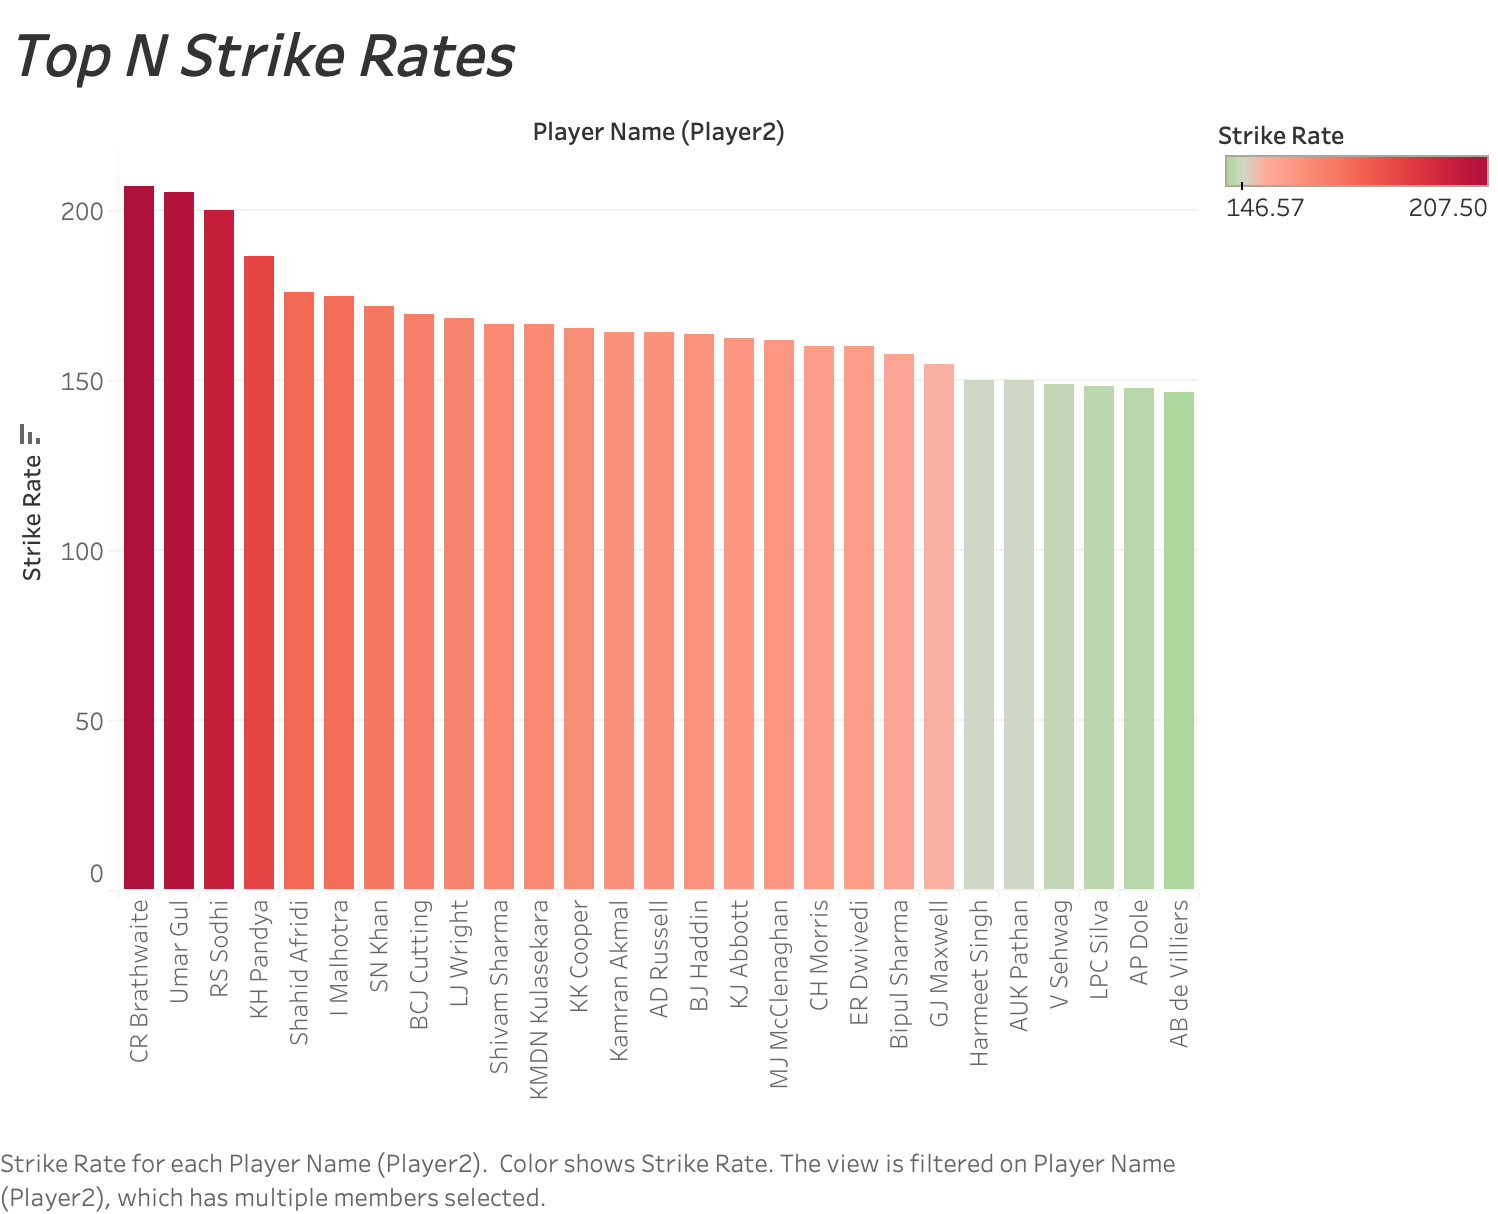 Top N Strike Rates
Player Name (Player2)
Strike Rate
146.57
207.50
Strike Rate
200
150
100
50
0
CR Brathwaite
Umar Gul
RS Sodhi
KH Pandya
Shahid Afridi
I Malhotra
SN Khan
BCJ Cutting
LJ Wright
Shivam Sharma
KMDN Kulasekara
KK Cooper
Kamran Akmal
AD Russell
BJ Haddin
KJ Abbott
MJ McClenaghan
CH Morris
ER Dwivedi
Bipul Sharma
GJ Maxwell
Harmeet Singh
AUK Pathan
V Sehwag
LPC Silva
AP Dole
AB de Villiers
Strike Rate for each Player Name (Player2).  Color shows Strike Rate. The view is filtered on Player Name
(Player2), which has multiple members selected.